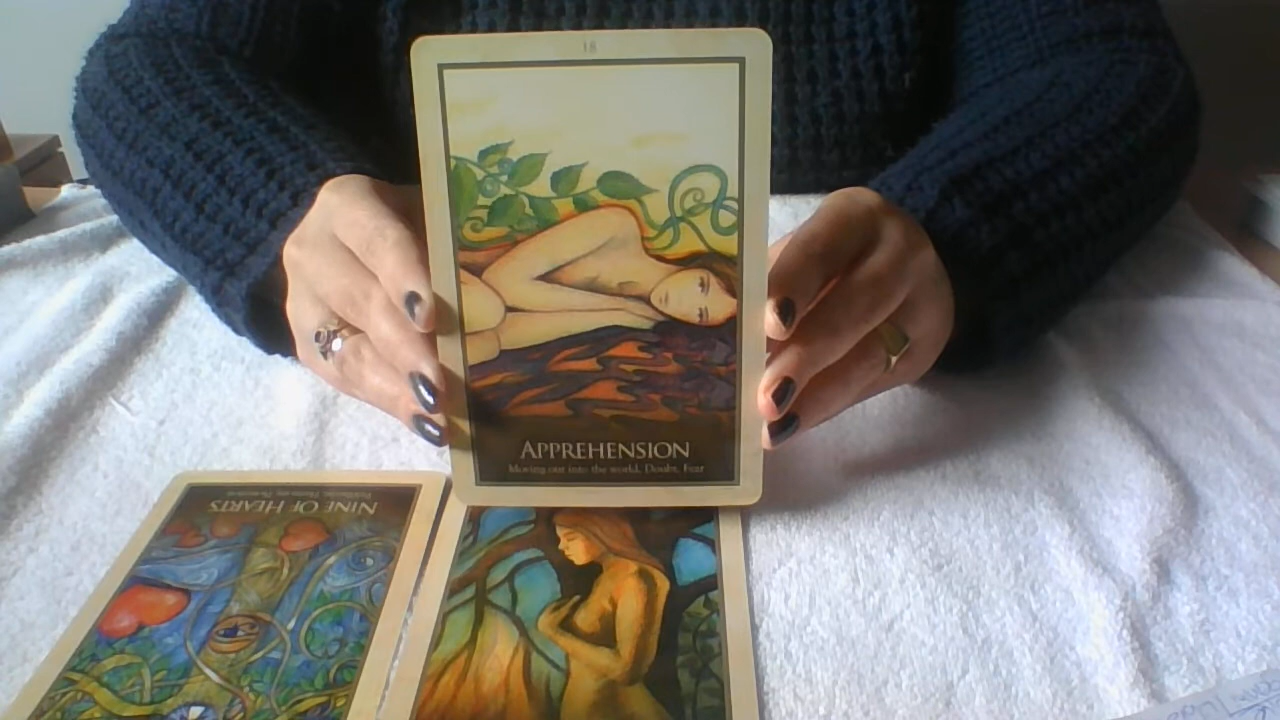 18
APPREHENSION
Moving out into the world, Doubt, Fear
NINE OF HEARTS